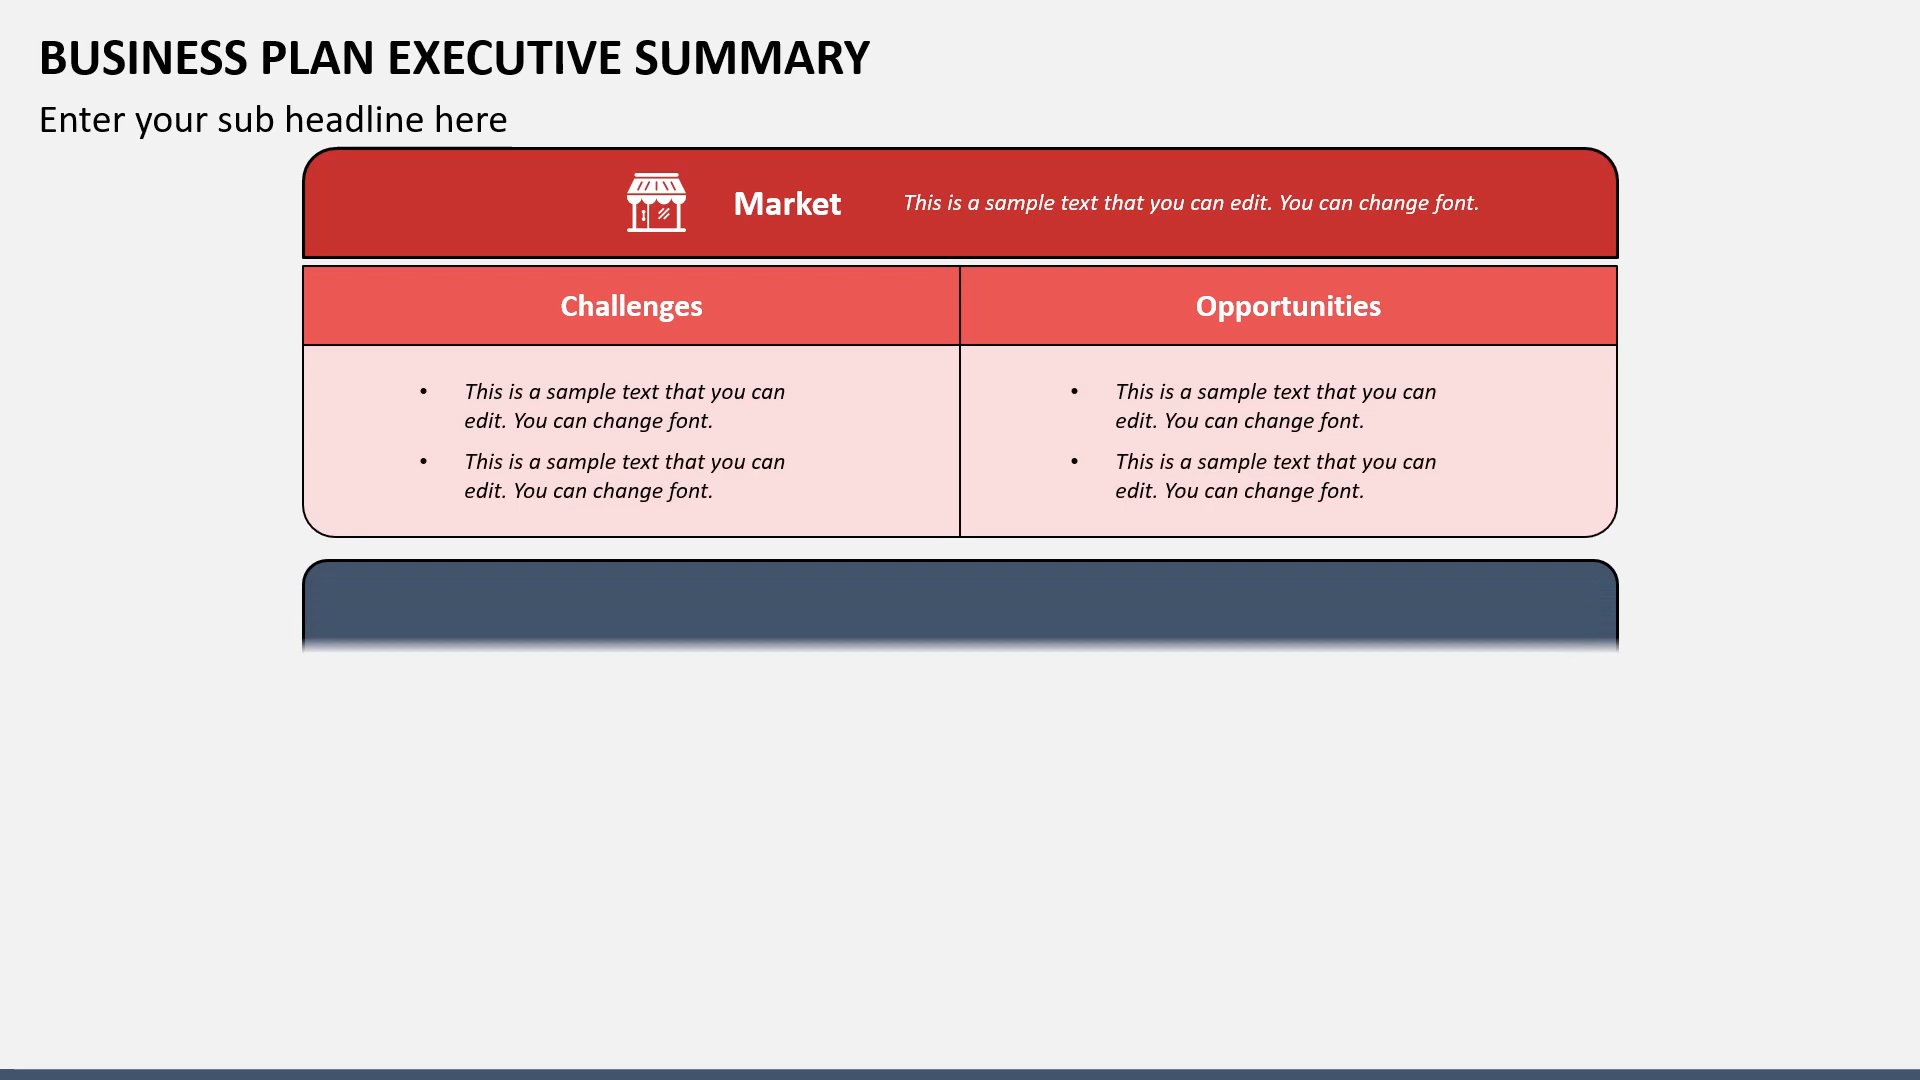 BUSINESS PLAN EXECUTIVE SUMMARY
Enter your sub headline here
Market
This is a sample text that you can edit. You can change font.
Challenges
Opportunities
• This is a sample text that you can
edit. You can change font.
• This is a sample text that you can
edit. You can change font.
• This is a sample text that you can
edit. You can change font.
• This is a sample text that you can
edit. You can change font.